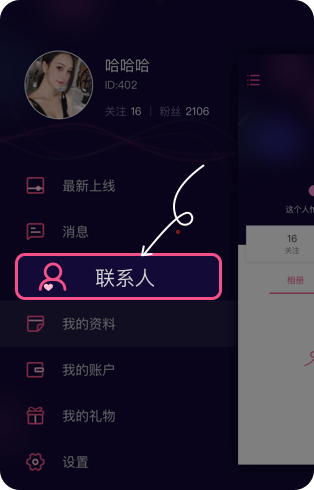 哈哈哈
ID:402
关注 16 | 粉丝 2106
最新上线
消息
联系人
我的资料
我的账户
我的礼物
设置
这个人
16
关注
相册